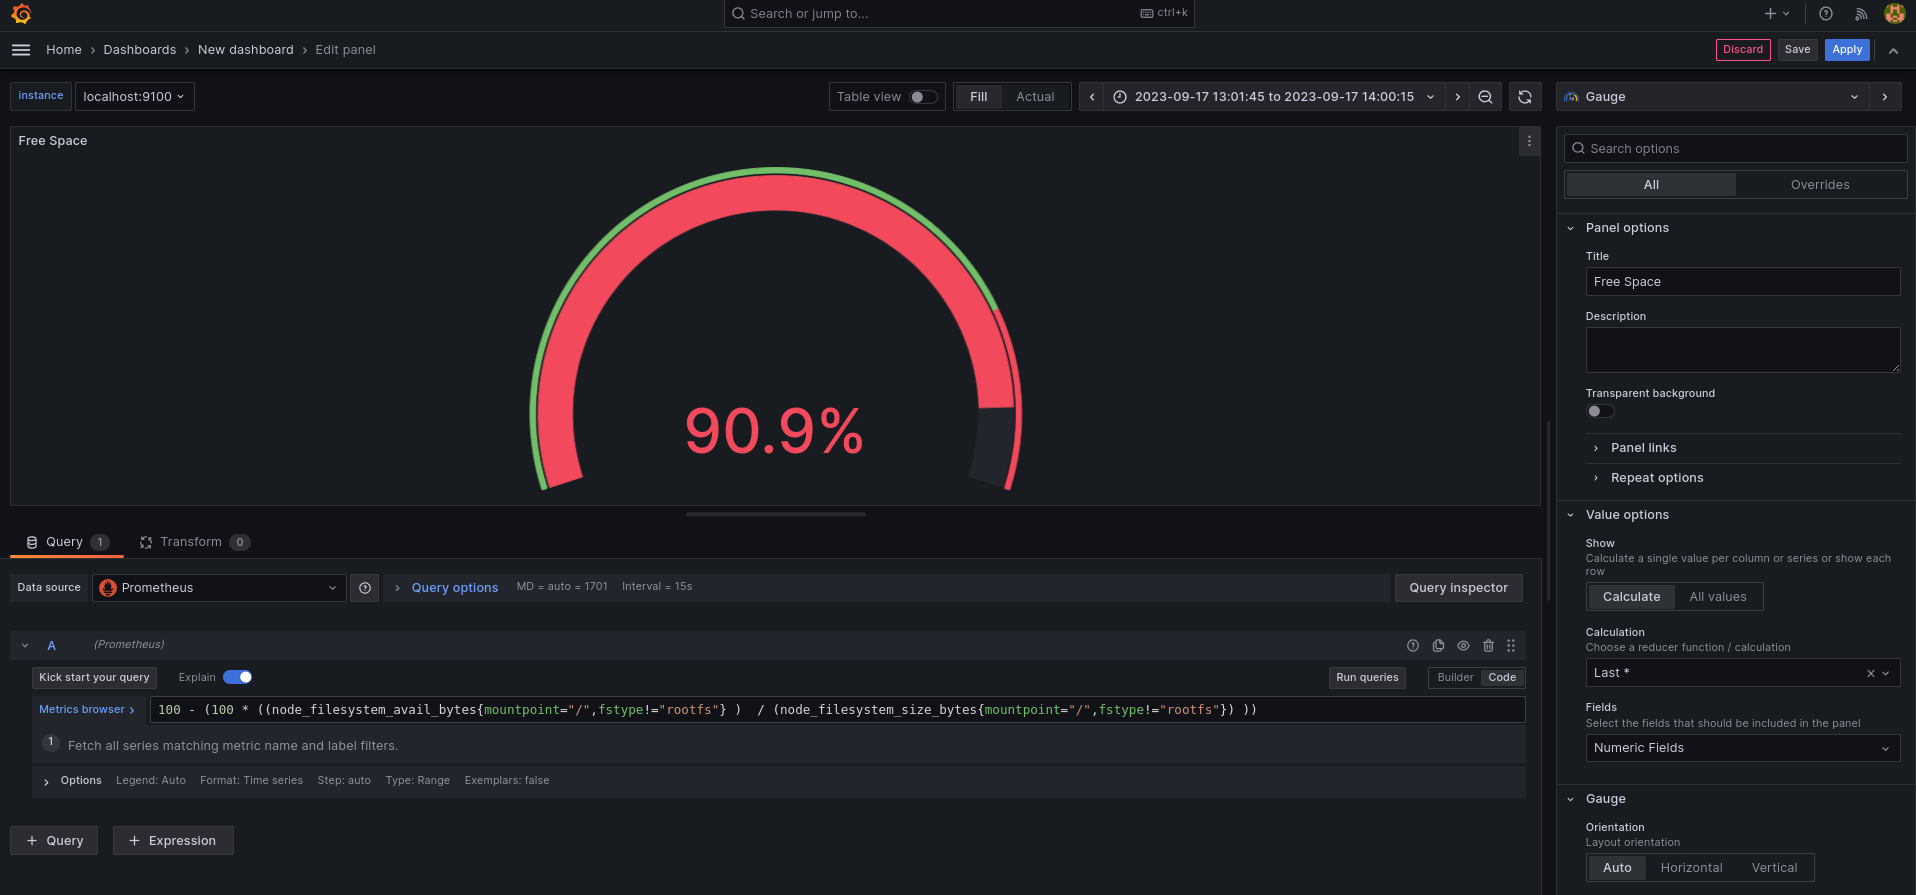 Search or jump to...
ctrl+k
Home › Dashboards › New dashboard › Edit panel
Discard
Save
Apply
instance
localhost:9100
Table view
Fill
Actual
2023-09-17 13:01:45 to 2023-09-17 14:00:15
Gauge
Free Space
90.9%
Query 1
Transform 0
Data source
Prometheus
Query options
MD = auto = 1701
Interval = 15s
Query inspector
A
(Prometheus)
Kick start your query
Explain
Run queries
Builder
Code
Metrics browser ›
100 - (100 * ((node_filesystem_avail_bytes{mountpoint="/",fstype!="rootfs"} )  / (node_filesystem_size_bytes{mountpoint="/",fstype!="rootfs"}) ))
1 Fetch all series matching metric name and label filters.
Options
Legend: Auto
Format: Time series
Step: auto
Type: Range
Exemplars: false
+ Query
+ Expression
Search options
All
Overrides
Panel options
Title
Free Space
Description
Transparent background
Panel links
Repeat options
Value options
Show
Calculate a single value per column or series or show each
row
Calculate
All values
Calculation
Choose a reducer function / calculation
Last *
Fields
Select the fields that should be included in the panel
Numeric Fields
Gauge
Orientation
Layout orientation
Auto
Horizontal
Vertical